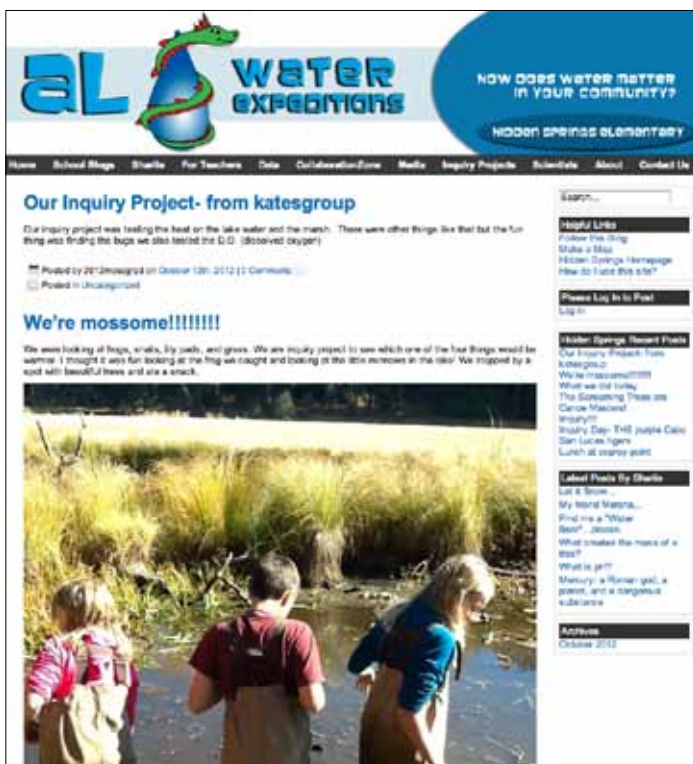 aL
WATER
EXPEDITIONS
HOW DOES WATER MATTER
IN YOUR COMMUNITY?
HIDDEN SPRINGS ELEMENTARY
Home School Blogs Sharlie For Teachers Data CollaborationZone Media Inquiry Projects Scientists About Contact Us
Our Inquiry Project- from katesgroup
Our inquiry project was testing the heat on the lake water and the marsh. There were other things like that but the fun
thing was finding the bugs we also tested the D.O. (dissolved oxygen)
Posted by on October 12th, 2012 |
Posted in Uncategorized
We're mossome!!!!!!!!
We were looking at frogs, snails, lily pads, and grass. We are inquiry project to see which one of the four things would be
warmer. I thought it was fun looking at the frog we caught and looking at the little minnows in the lake! We stopped by a
spot with beautiful trees and ate a snack.
Search...
Helpful Links
Follow this Blog
Make a Map
Hidden Springs Homepage
How do I use this site?
Please Log In to Post
Log in
Hidden Springs Recent Posts
Our Inquiry Project- from
katesgroup
We're mossome!!!!!!!!
What we did today
The Screaming Trees are
Canoe
Inquiry!!!!
Inquiry Day- THE purple Cabo
San Lucas tigers
Lunch at osprey point
Latest Posts By Sharlie
Let it Snow...
My friend Marsha...
Find me a "Water
Bear"...please.
What creates the mass of a
tree?
What is pH?
Mercury: a Roman god, a
planet, and a dangerous
substance
Archives
October 2012